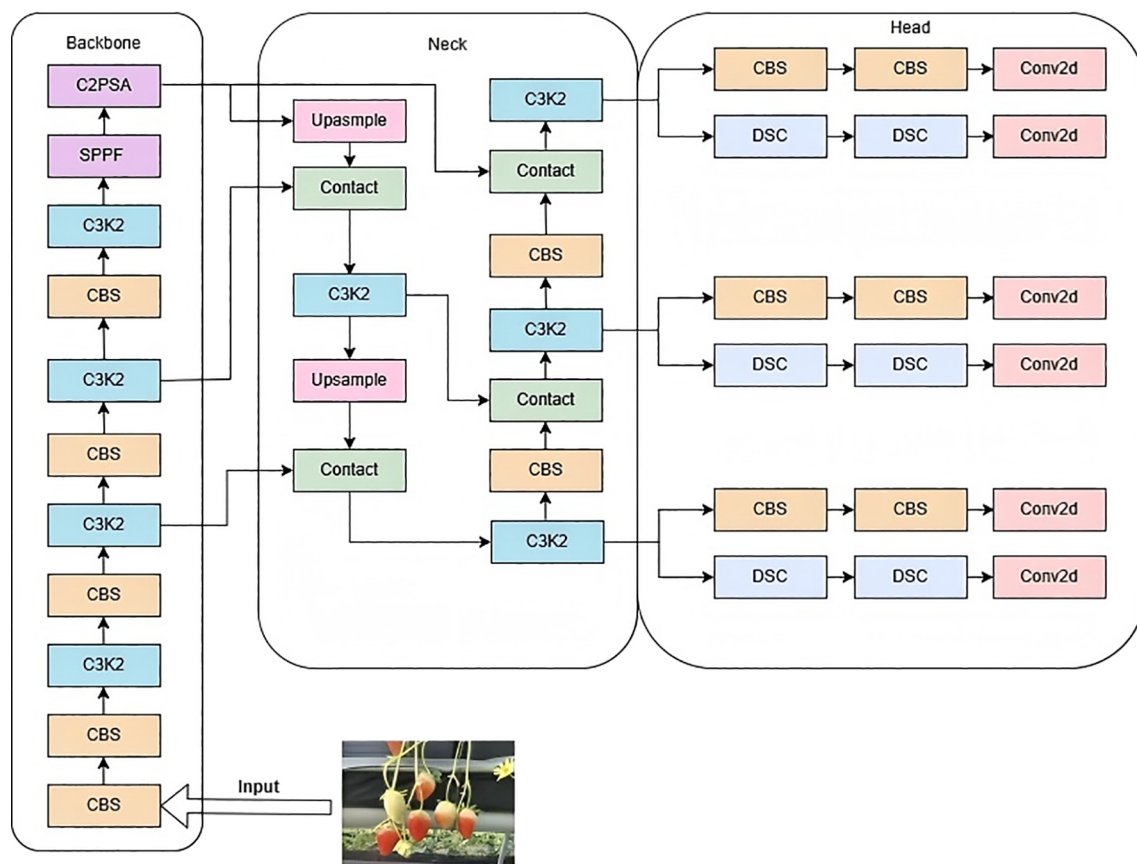 Backbone
C2PSA
SPPF
C3K2
CBS
C3K2
CBS
C3K2
CBS
C3K2
CBS
CBS
Input
Neck
Upasmple
Contact
C3K2
Upsample
Contact
C3K2
Contact
CBS
C3K2
Contact
CBS
C3K2
Head
CBS CBS Conv2d
DSC DSC Conv2d
CBS CBS Conv2d
DSC DSC Conv2d
CBS CBS Conv2d
DSC DSC Conv2d